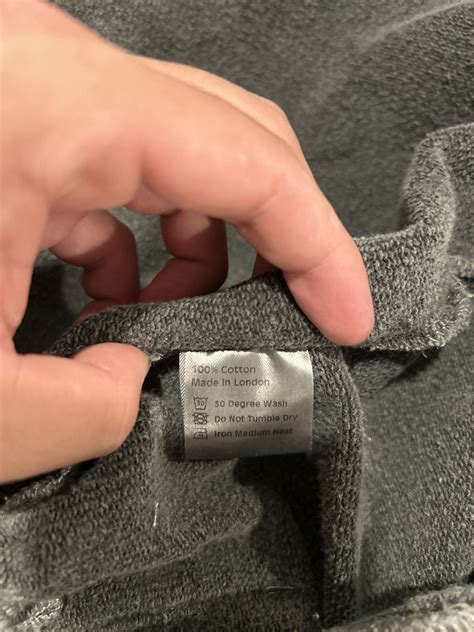 100% Cotton
Made in London
30 Degree Wash
Do Not Tumble Dry
Iron Medium Heat